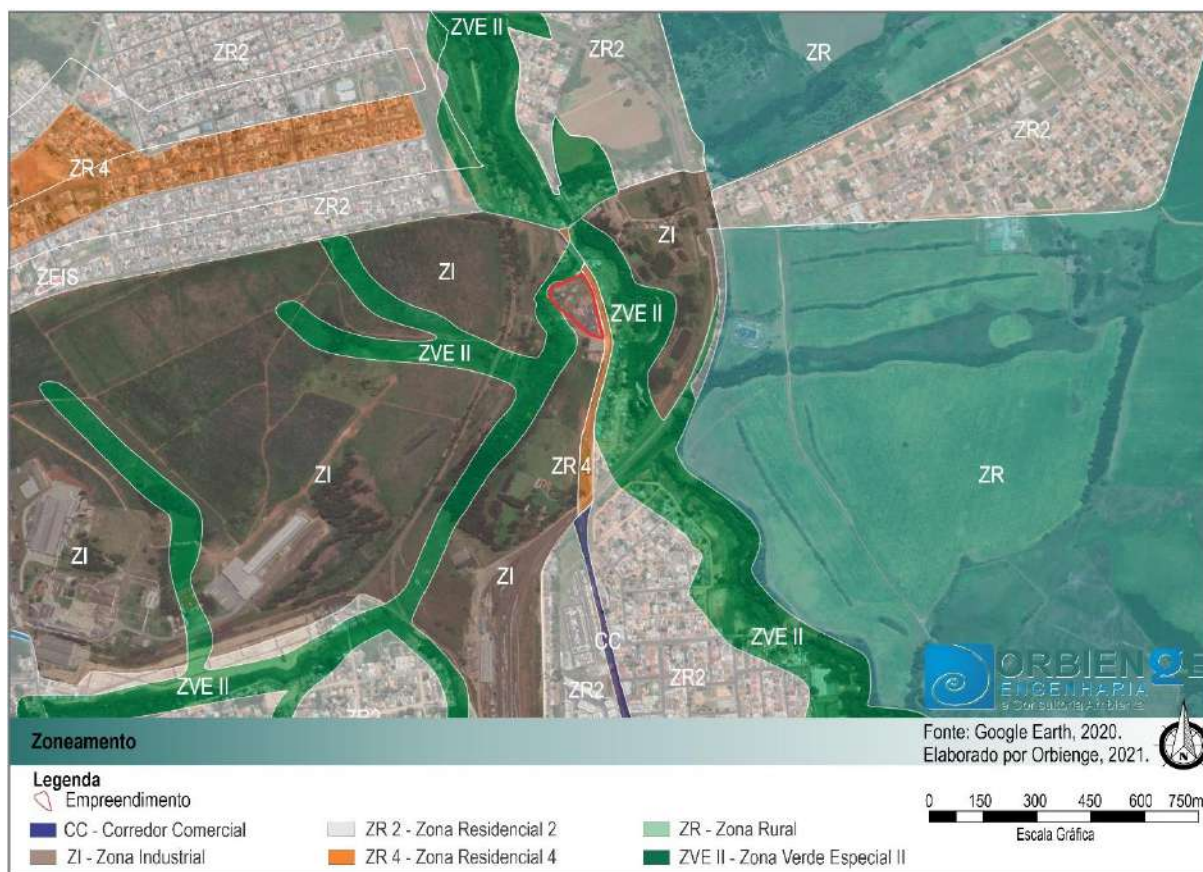 ZVE II
ZR2
ZR2
ZR
ZR2
ZR 4
ZR2
ZI
ZI
ZEIS
ZVE II
ZVE II
ZR 4
ZR
ZI
ZI
ZI
CC
ZVE II
ZR2
ZR2
ZVE II
ORBIENGE
ENGENHARIA
e Consultoria Ambiental
Zoneamento
Fonte: Google Earth, 2020.
Elaborado por Orbienge, 2021.
N
Legenda
Empreendimento
CC - Corredor Comercial
ZR 2 - Zona Residencial 2
ZR - Zona Rural
ZI - Zona Industrial
ZR 4 - Zona Residencial 4
ZVE II - Zona Verde Especial II
0 150 300 450 600 750m
Escala Gráfica